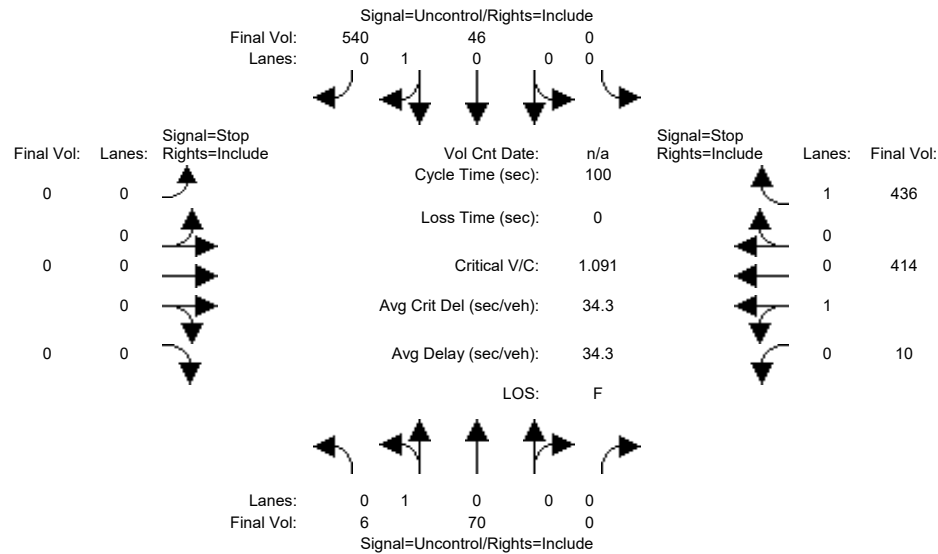 Signal=Uncontrol/Rights=Include
Final Vol: 540 46 0
Lanes: 0 1 0 0 0
Signal=Stop Signal=Stop
Final Vol: Lanes: Rights=Include Vol Cnt Date: n/a Rights=Include Lanes: Final Vol:
Cycle Time (sec): 100
0 0 1 436
Loss Time (sec): 0
0 0
0 0 Critical V/C: 1.091 0 414
0 Avg Crit Del (sec/veh): 34.3 1
0 0 Avg Delay (sec/veh): 34.3 0 10
LOS: F
Lanes: 0 1 0 0 0
Final Vol: 6 70 0
Signal=Uncontrol/Rights=Include